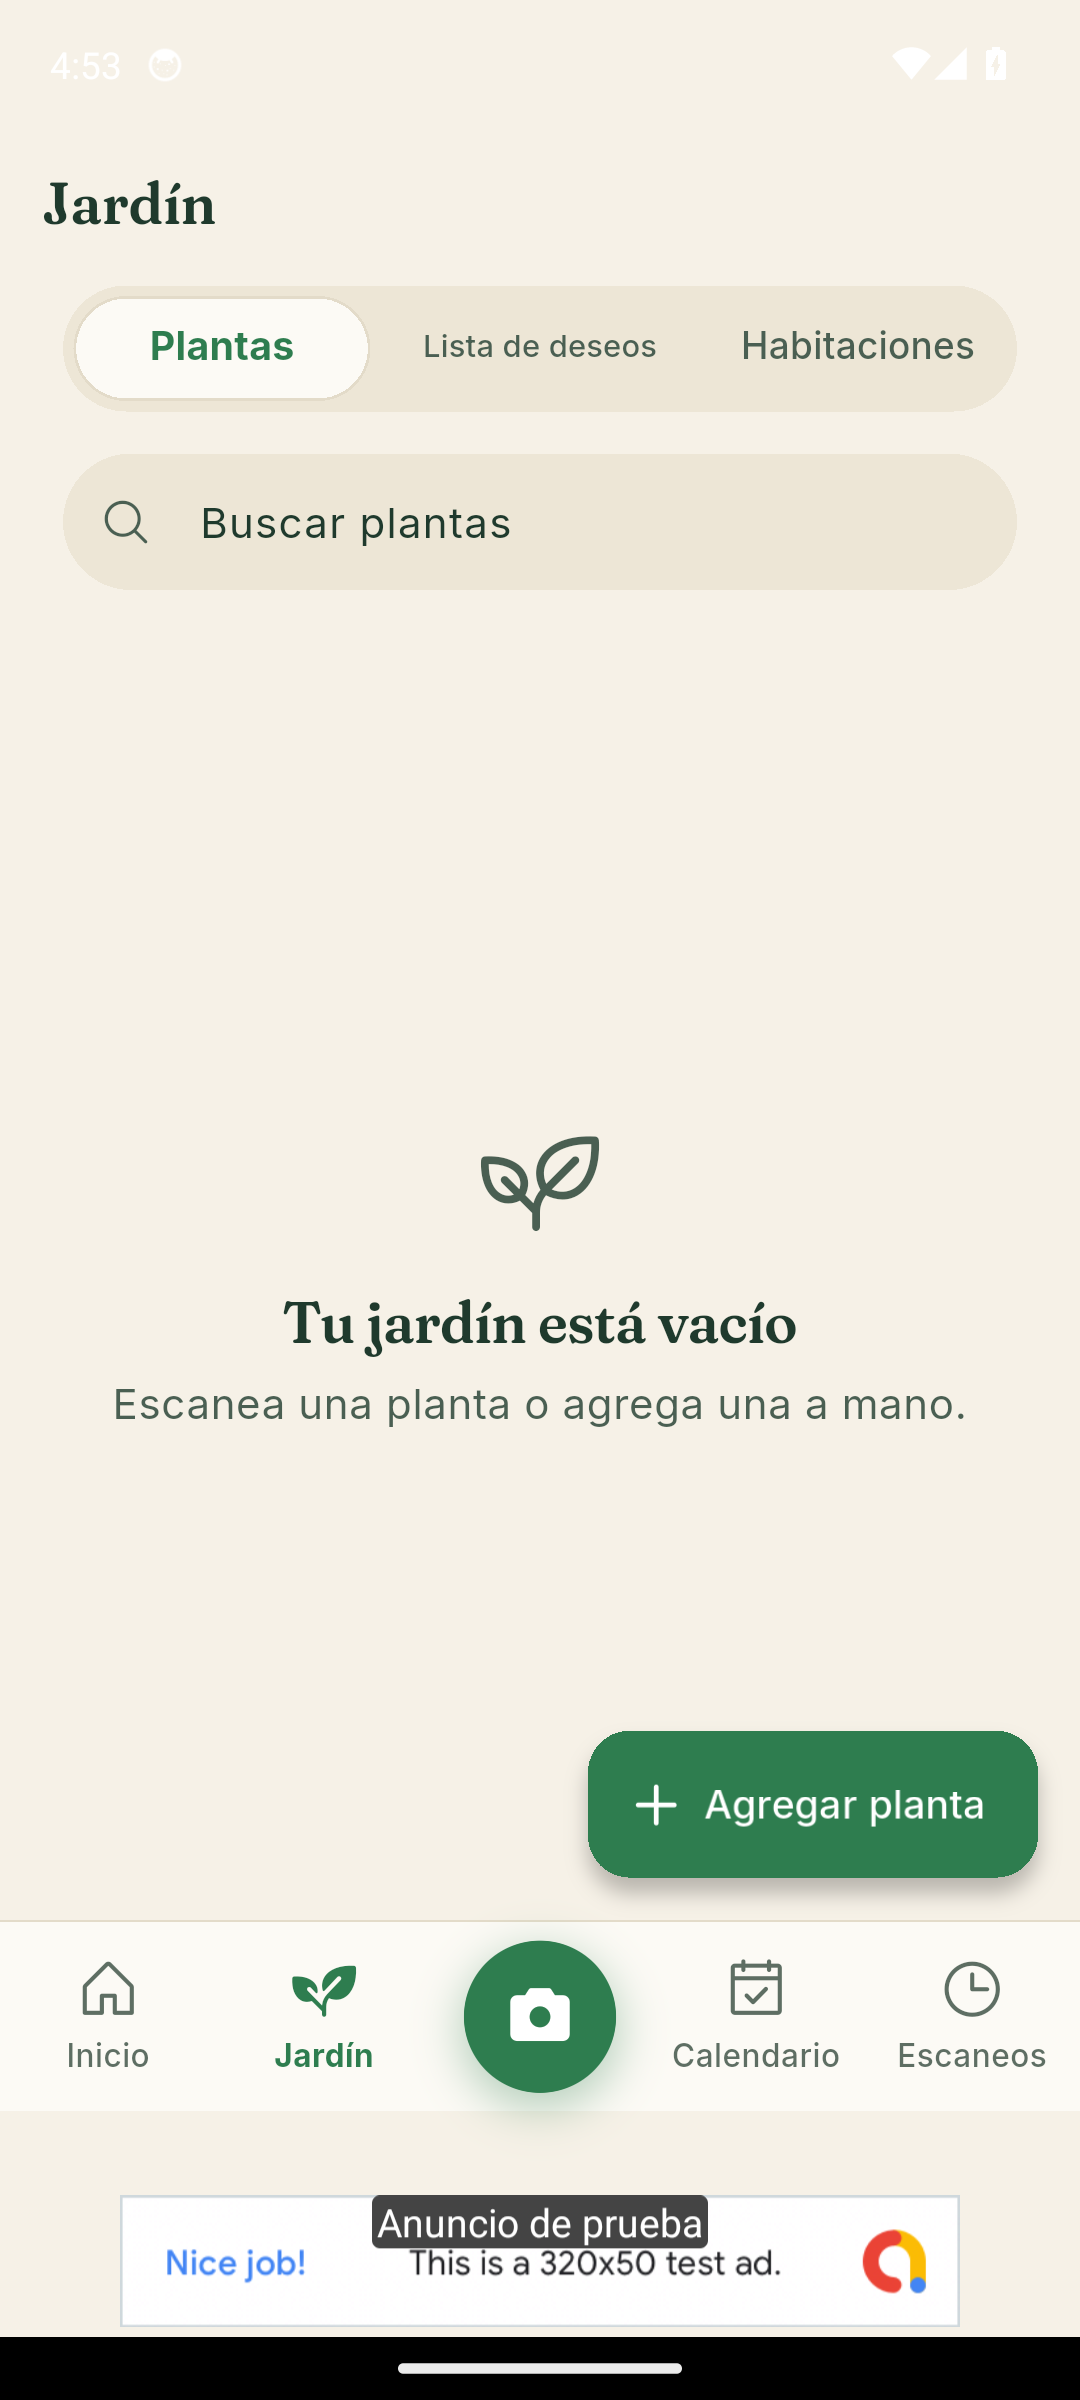 4:53
Jardín
Plantas
Lista de deseos
Habitaciones
Buscar plantas
Tu jardín está vacío
Escanea una planta o agrega una a mano.
Agregar planta
Inicio
Jardín
Calendario
Escaneos
Anuncio de prueba
Nice job!
This is a 320x50 test ad.